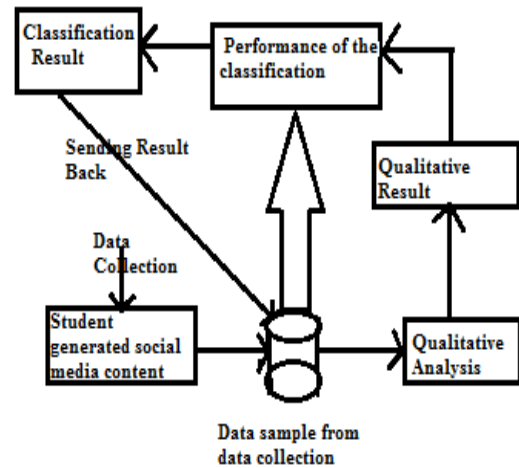 Classification
Result
Performance of the
classification
Sending Result
Back
Qualitative
Result
Data
Collection
Student
generated social
media content
Qualitative
Analysis
Data sample from
data collection